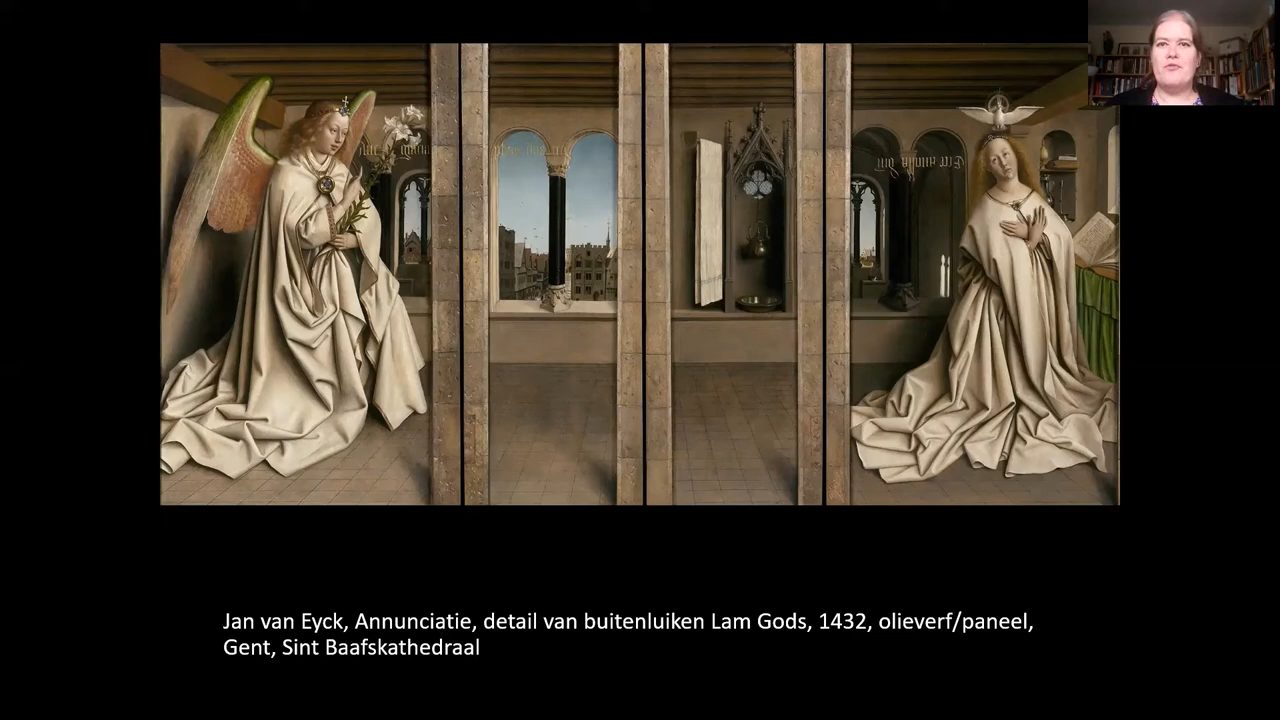 Jan van Eyck, Annunciatie, detail van buitenluiken Lam Gods, 1432, olieverf/paneel,
Gent, Sint Baafskathedraal